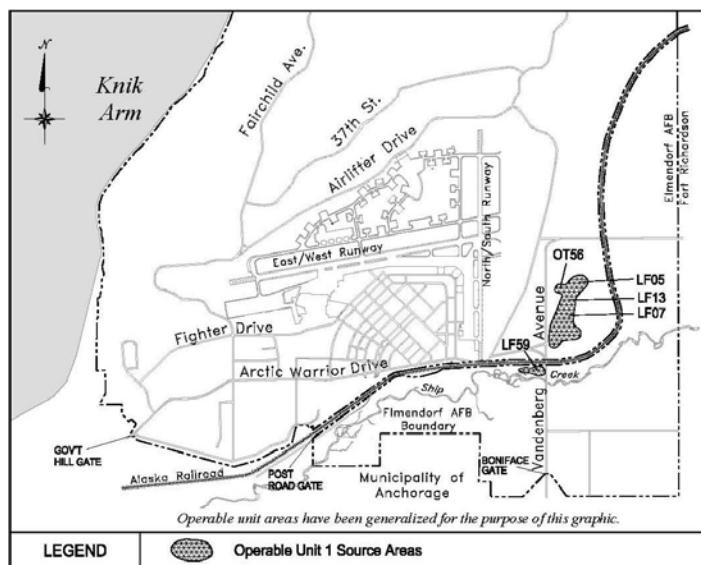 N
Knik
Arm
Fairchild Ave.
37th St.
Airlifter Drive
Elmendorf AFB
Fort Richardson
North/South Runway
East/West Runway
OT56
LF05
LF13
LF07
Fighter Drive
Arctic Warrior Drive
LF59
Vandenberg Avenue
Ship Creek
Elmendorf AFB
Boundary
GOV'T
HILL GATE
POST
ROAD GATE
BONIFACE
GATE
Alaska Railroad
Municipality of
Anchorage
Operable unit areas have been generalized for the purpose of this graphic.
LEGEND
Operable Unit 1 Source Areas